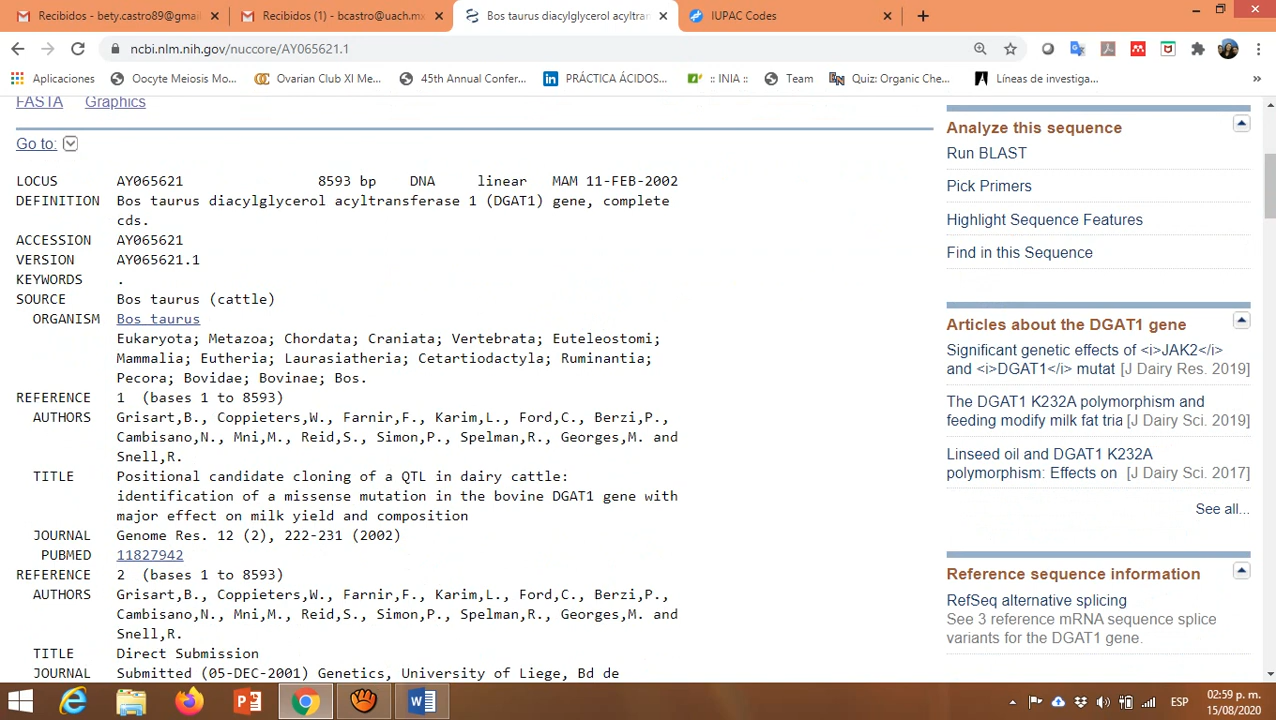 Recibidos - bety.castro89@gmail
Recibidos (1) - bcastro@uach.mx
Bos taurus diacylglycerol acyltran
IUPAC Codes
ncbi.nlm.nih.gov/nuccore/AY065621.1
Aplicaciones
Oocyte Meiosis Mo...
Ovarian Club XI Me...
45th Annual Confer...
PRÁCTICA ÁCIDOS...
:: INIA ::
Team
Quiz: Organic Che...
Líneas de investiga...
»
FASTA Graphics
Go to:
LOCUS AY065621 8593 bp DNA linear MAM 11-FEB-2002
DEFINITION Bos taurus diacylglycerol acyltransferase 1 (DGAT1) gene, complete
cds.
ACCESSION AY065621
VERSION AY065621.1
KEYWORDS .
SOURCE Bos taurus (cattle)
ORGANISM Bos taurus
Eukaryota; Metazoa; Chordata; Craniata; Vertebrata; Euteleostomi;
Mammalia; Eutheria; Laurasiatheria; Cetartiodactyla; Ruminantia;
Pecora; Bovidae; Bovinae; Bos.
REFERENCE 1 (bases 1 to 8593)
AUTHORS Grisart,B., Coppieters,W., Farnir,F., Karim,L., Ford,C., Berzi,P.,
Cambisano,N., Mni,M., Reid,S., Simon,P., Spelman,R., Georges,M. and
Snell,R.
TITLE Positional candidate cloning of a QTL in dairy cattle:
identification of a missense mutation in the bovine DGAT1 gene with
major effect on milk yield and composition
JOURNAL Genome Res. 12 (2), 222-231 (2002)
PUBMED 11827942
REFERENCE 2 (bases 1 to 8593)
AUTHORS Grisart,B., Coppieters,W., Farnir,F., Karim,L., Ford,C., Berzi,P.,
Cambisano,N., Mni,M., Reid,S., Simon,P., Spelman,R., Georges,M. and
Snell,R.
TITLE Direct Submission
JOURNAL Submitted (05-DEC-2001) Genetics, University of Liege, Bd de
Analyze this sequence
Run BLAST
Pick Primers
Highlight Sequence Features
Find in this Sequence
Articles about the DGAT1 gene
Significant genetic effects of <i>JAK2</i>
and <i>DGAT1</i> mutat [J Dairy Res. 2019]
The DGAT1 K232A polymorphism and
feeding modify milk fat tria [J Dairy Sci. 2019]
Linseed oil and DGAT1 K232A
polymorphism: Effects on [J Dairy Sci. 2017]
See all...
Reference sequence information
RefSeq alternative splicing
See 3 reference mRNA sequence splice
variants for the DGAT1 gene.
ESP
02:59 p. m.
15/08/2020